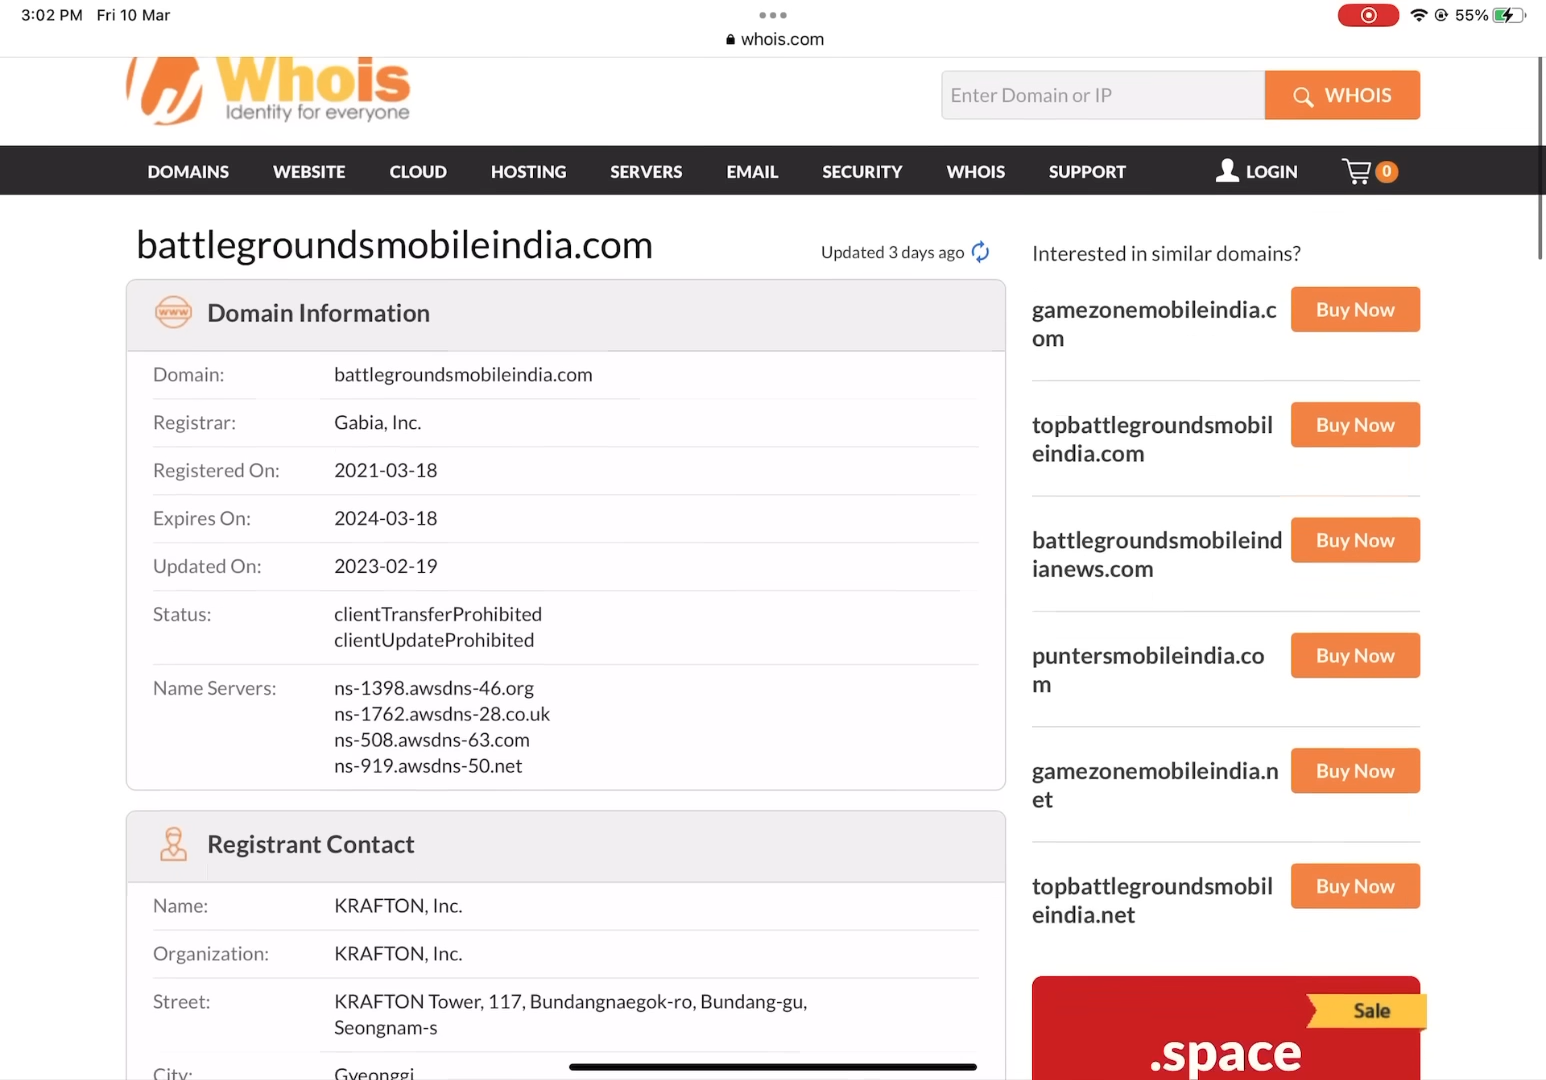 3:02 PM Fri 10 Mar
55%
whois.com
Whois
Identity for everyone
Enter Domain or IP
WHOIS
DOMAINS WEBSITE CLOUD HOSTING SERVERS EMAIL SECURITY WHOIS SUPPORT LOGIN 0
battlegroundsmobileindia.com
Updated 3 days ago
www
Domain Information
Domain: battlegroundsmobileindia.com
Registrar: Gabia, Inc.
Registered On: 2021-03-18
Expires On: 2024-03-18
Updated On: 2023-02-19
Status: clientTransferProhibited
clientUpdateProhibited
Name Servers: ns-1398.awsdns-46.org
ns-1762.awsdns-28.co.uk
ns-508.awsdns-63.com
ns-919.awsdns-50.net
Registrant Contact
Name: KRAFTON, Inc.
Organization: KRAFTON, Inc.
Street: KRAFTON Tower, 117, Bundangnaegok-ro, Bundang-gu,
Seongnam-s
City: Gyeonggi
Interested in similar domains?
gamezonemobileindia.c
om
Buy Now
topbattlegroundsmobil
eindia.com
Buy Now
battlegroundsmobileind
ianews.com
Buy Now
puntersmobileindia.co
m
Buy Now
gamezonemobileindia.n
et
Buy Now
topbattlegroundsmobil
eindia.net
Buy Now
Sale
.space